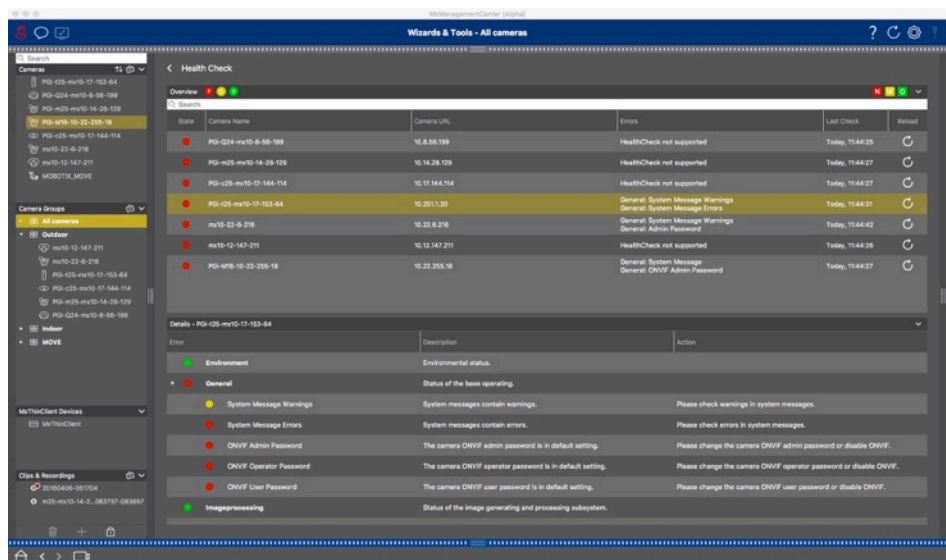 MxManagementCenter [Alpha]
Wizards & Tools - All cameras
Search
Cameras
PGI-t25-mx10-17-153-64
PGI-Q24-mx10-8-56-199
PGI-m25-mx10-14-28-129
PGI-M16-10-22-255-18
PGI-c25-mx10-17-144-114
mx10-22-6-216
mx10-12-147-211
MOBOTIX_MOVE
Camera Groups
All cameras
Outdoor
mx10-12-147-211
mx10-22-6-216
PGI-t25-mx10-17-153-64
PGI-c25-mx10-17-144-114
PGI-m25-mx10-14-28-129
PGI-Q24-mx10-8-56-199
Indoor
MOVE
MxThinClient Devices
MxThinClient
Clips & Recordings
20160406-051704
m25-mx10-14-2...083737-083857
Health Check
Overview 7 0 0
N W O
Search
State Camera Name Camera URL Errors Last Check Reload
PGI-Q24-mx10-8-56-199 10.8.56.199 HealthCheck not supported Today, 11:44:25
PGI-m25-mx10-14-28-129 10.14.28.129 HealthCheck not supported Today, 11:44:27
PGI-c25-mx10-17-144-114 10.17.144.114 HealthCheck not supported Today, 11:44:27
PGI-t25-mx10-17-153-64 10.251.1.20 General: System Message Warnings Today, 11:44:31
General: System Message Errors
mx10-22-6-216 10.22.6.216 General: System Message Warnings Today, 11:44:42
General: Admin Password
mx10-12-147-211 10.12.147.211 HealthCheck not supported Today, 11:44:26
PGI-M16-10-22-255-18 10.22.255.18 General: System Message Today, 11:44:27
General: ONVIF Admin Password
Details - PGI-t25-mx10-17-153-64
Error Description Action
Environment Environmental status.
General Status of the base operating.
System Message Warnings System messages contain warnings. Please check warnings in system messages.
System Message Errors System messages contain errors. Please check errors in system messages.
ONVIF Admin Password The camera ONVIF admin password is in default setting. Please change the camera ONVIF admin password or disable ONVIF.
ONVIF Operator Password The camera ONVIF operator password is in default setting. Please change the camera ONVIF operator password or disable ONVIF.
ONVIF User Password The camera ONVIF user password is in default setting. Please change the camera ONVIF user password or disable ONVIF.
Imageprocessing Status of the image generating and processing subsystem.